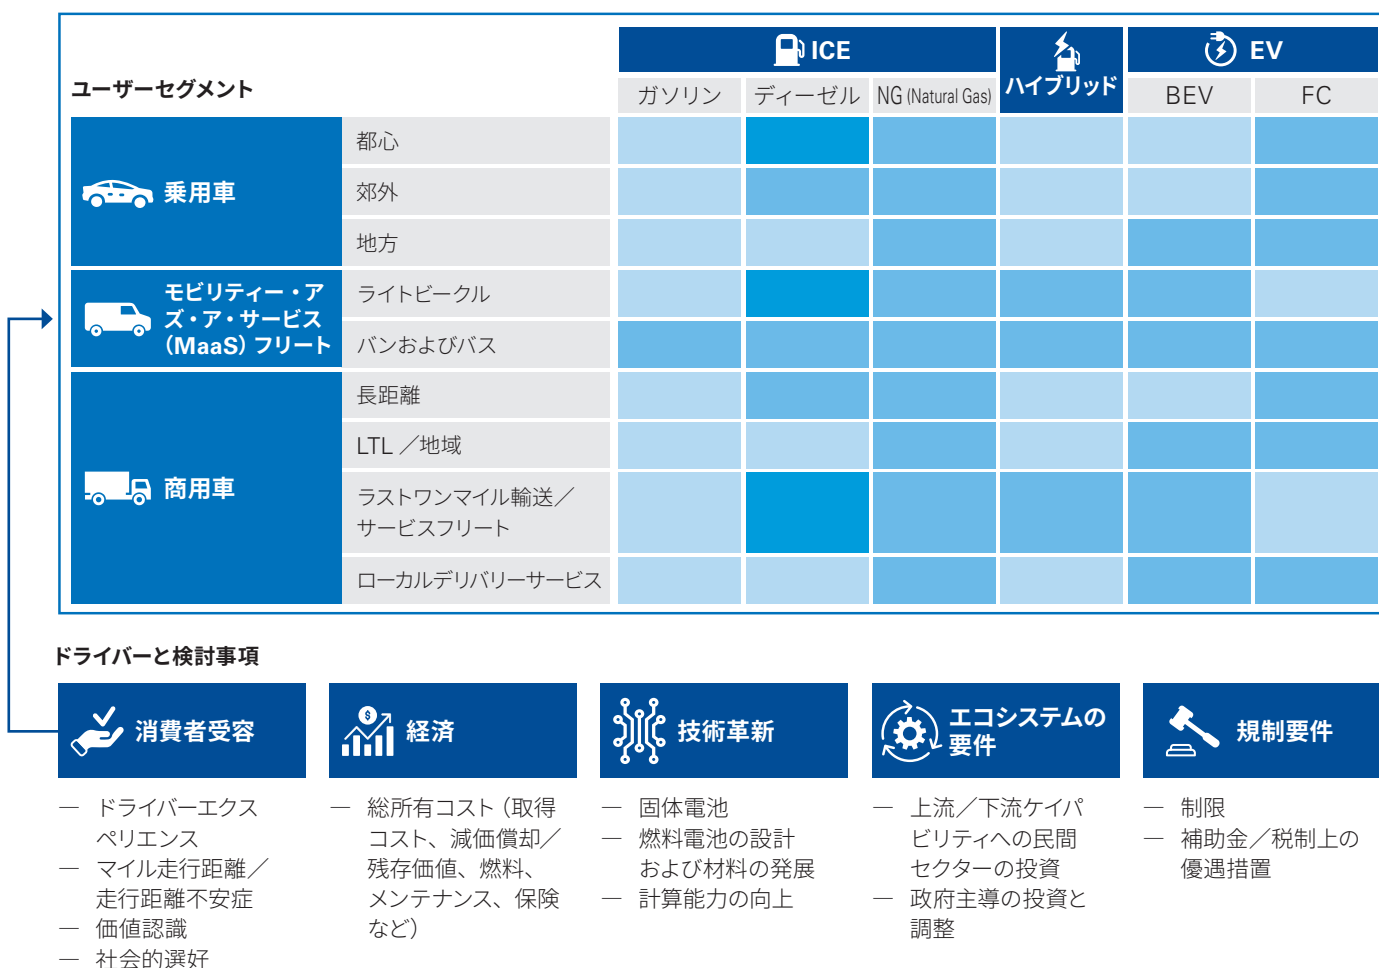 ICE
ハイブリッド
EV
ユーザーセグメント
ガソリン
ディーゼル
NG (Natural Gas)
BEV
FC
乗用車
都心
郊外
地方
モビリティー・ア
ズ・ア・サービス
(MaaS) フリート
ライトビークル
バンおよびバス
商用車
長距離
LTL ／地域
ラストワンマイル輸送／
サービスフリート
ローカルデリバリーサービス
ドライバーと検討事項
消費者受容
— ドライバーエクス
ペリエンス
— マイル走行距離／
走行距離不安症
— 価値認識
— 社会的選好
経済
— 総所有コスト（取得
コスト、減価償却／
残存価値、燃料、
メンテナンス、保険
など）
技術革新
— 固体電池
— 燃料電池の設計
および材料の発展
— 計算能力の向上
エコシステムの
要件
— 上流／下流ケイパ
ビリティへの民間
セクターの投資
— 政府主導の投資と
調整
規制要件
— 制限
— 補助金／税制上の
優遇措置